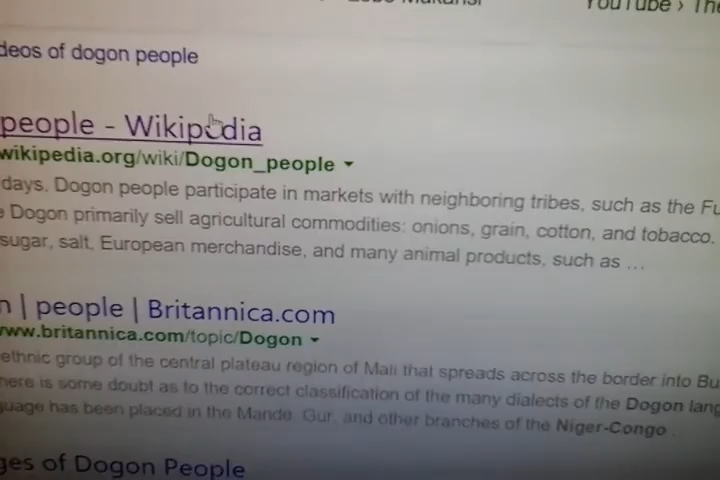 YouTube › The
deos of dogon people
people - Wikipedia
wikipedia.org/wiki/Dogon_people
days. Dogon people participate in markets with neighboring tribes, such as the Fu
e Dogon primarily sell agricultural commodities: onions, grain, cotton, and tobacco.
sugar, salt, European merchandise, and many animal products, such as ...
n | people | Britannica.com
www.britannica.com/topic/Dogon
ethnic group of the central plateau region of Mali that spreads across the border into Bu
here is some doubt as to the correct classification of the many dialects of the Dogon lang
guage has been placed in the Mande, Gur, and other branches of the Niger-Congo .
ges of Dogon People